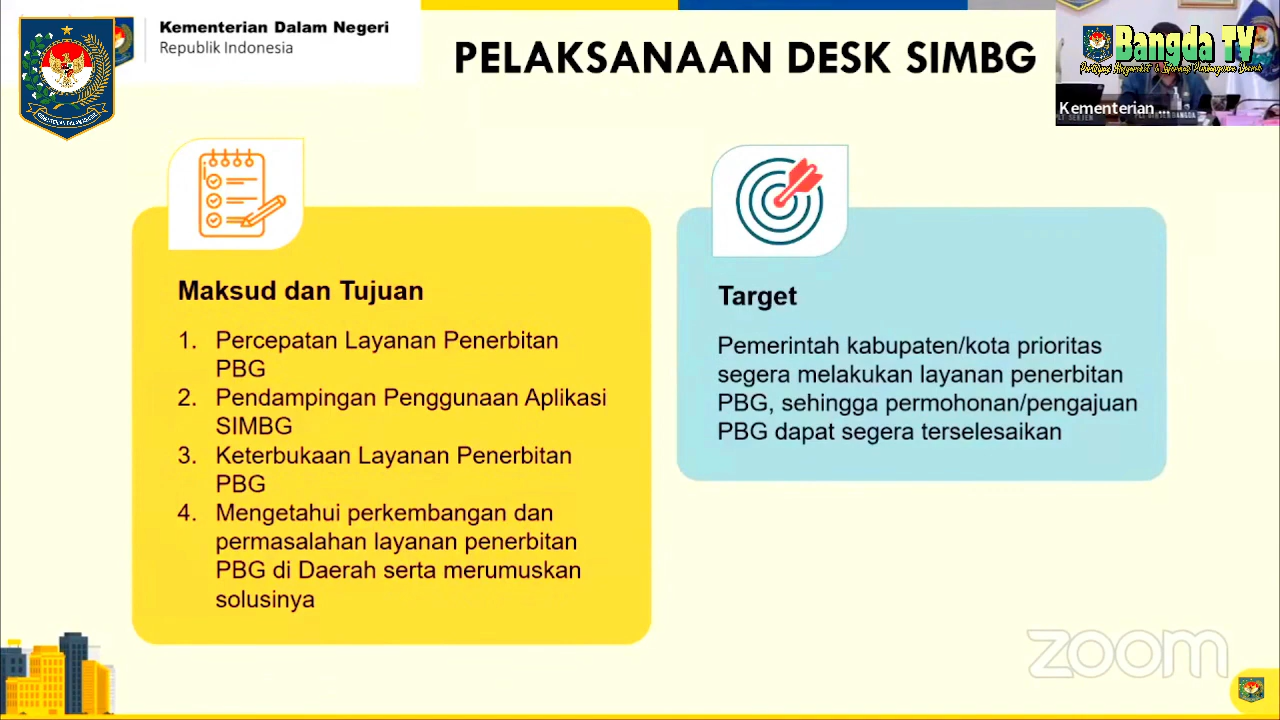 Kementerian Dalam Negeri
Republik Indonesia
PELAKSANAAN DESK SIMBG
Bangda TV
Kementerian ...
Maksud dan Tujuan
1. Percepatan Layanan Penerbitan
PBG
2. Pendampingan Penggunaan Aplikasi
SIMBG
3. Keterbukaan Layanan Penerbitan
PBG
4. Mengetahui perkembangan dan
permasalahan layanan penerbitan
PBG di Daerah serta merumuskan
solusinya
Target
Pemerintah kabupaten/kota prioritas
segera melakukan layanan penerbitan
PBG, sehingga permohonan/pengajuan
PBG dapat segera terselesaikan
zoom